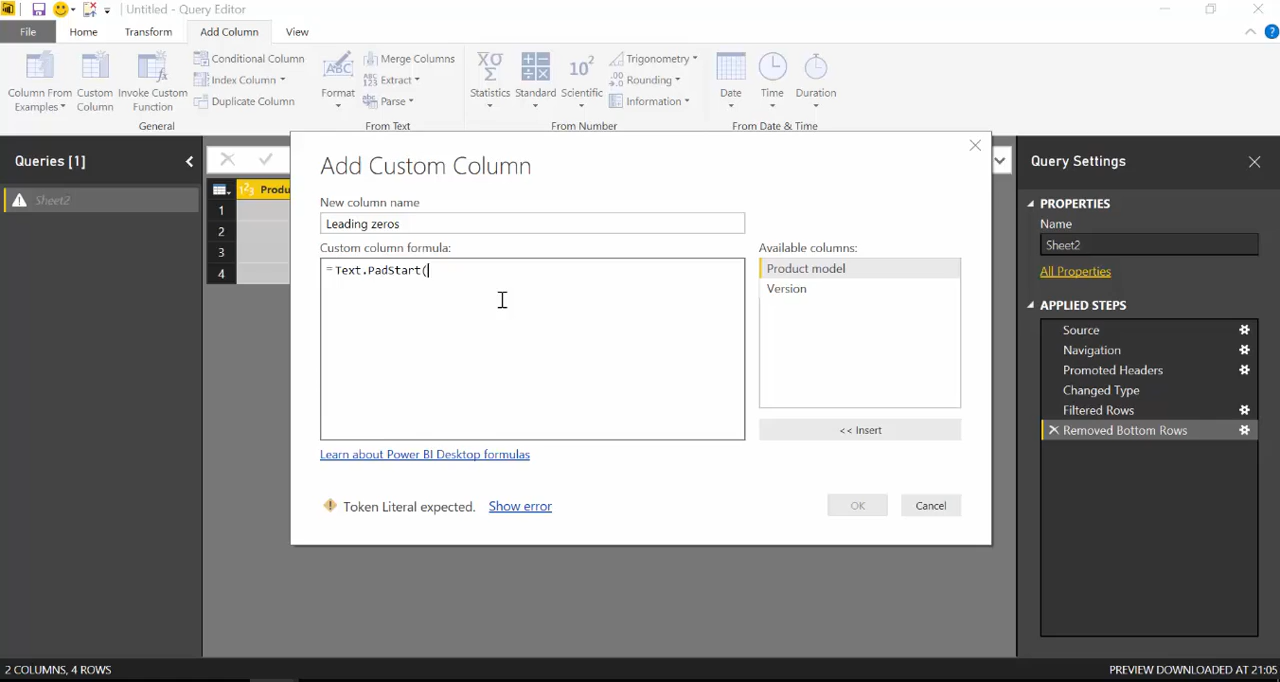 Untitled - Query Editor
File
Home
Transform
Add Column
View
Column From
Examples
Custom
Column
Invoke Custom
Function
Conditional Column
Index Column
Duplicate Column
General
Format
Merge Columns
Extract
Parse
From Text
Statistics
Standard
Scientific
Trigonometry
Rounding
Information
From Number
Date
Time
Duration
From Date & Time
Queries [1]
Sheet2
Produ
1
2
3
4
Add Custom Column
New column name
Leading zeros
Custom column formula:
=Text.PadStart(
Available columns:
Product model
Version
<< Insert
Learn about Power BI Desktop formulas
Token Literal expected.
Show error
OK
Cancel
Query Settings
PROPERTIES
Name
Sheet2
All Properties
APPLIED STEPS
Source
Navigation
Promoted Headers
Changed Type
Filtered Rows
Removed Bottom Rows
2 COLUMNS, 4 ROWS
PREVIEW DOWNLOADED AT 21:05